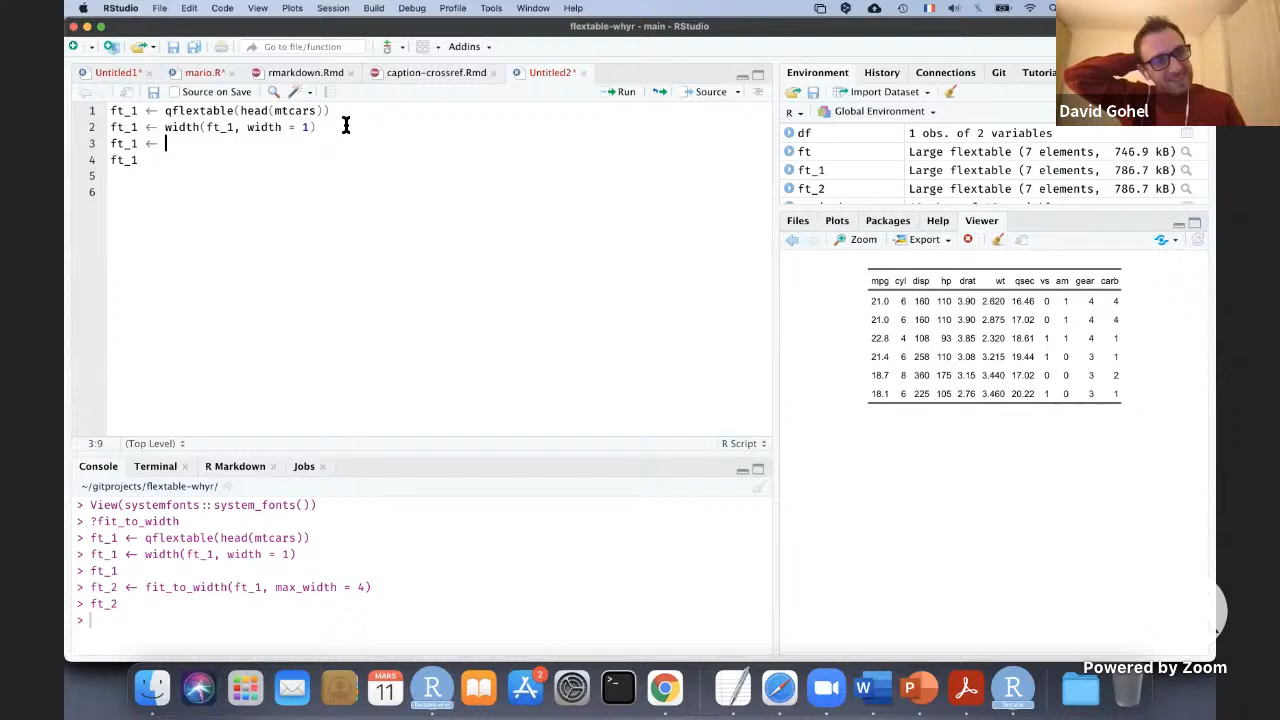 RStudio File Edit Code View Plots Session Build Debug Profile Tools Window Help
flextable-whyr - main - RStudio
Go to file/function Addins
Untitled1* mario.R* rmarkdown.Rmd caption-crossref.Rmd Untitled2*
Source on Save Run Source
1 ft_1 ← qflextable(head(mtcars))
2 ft_1 ← width(ft_1, width = 1)
3 ft_1 ←
4 ft_1
5
6
3:9 (Top Level) R Script
Console Terminal R Markdown Jobs
~/gitprojects/flextable-whyr/
> View(systemfonts::system_fonts())
> ?fit_to_width
> ft_1 ← qflextable(head(mtcars))
> ft_1 ← width(ft_1, width = 1)
> ft_1
> ft_2 ← fit_to_width(ft_1, max_width = 4)
> ft_2
>
Environment History Connections Git Tutoria
Import Dataset
R Global Environment
df 1 obs. of 2 variables
ft Large flextable (7 elements, 746.9 kB)
ft_1 Large flextable (7 elements, 786.7 kB)
ft_2 Large flextable (7 elements, 786.7 kB)
Files Plots Packages Help Viewer
Zoom Export
mpg cyl disp hp drat wt qsec vs am gear carb
21.0 6 160 110 3.90 2.620 16.46 0 1 4 4
21.0 6 160 110 3.90 2.875 17.02 0 1 4 4
22.8 4 108 93 3.85 2.320 18.61 1 1 4 1
21.4 6 258 110 3.08 3.215 19.44 1 0 3 1
18.7 8 360 175 3.15 3.440 17.02 0 0 3 2
18.1 6 225 105 2.76 3.460 20.22 1 0 3 1
David Gohel
Powered by Zoom
MARS
11
2